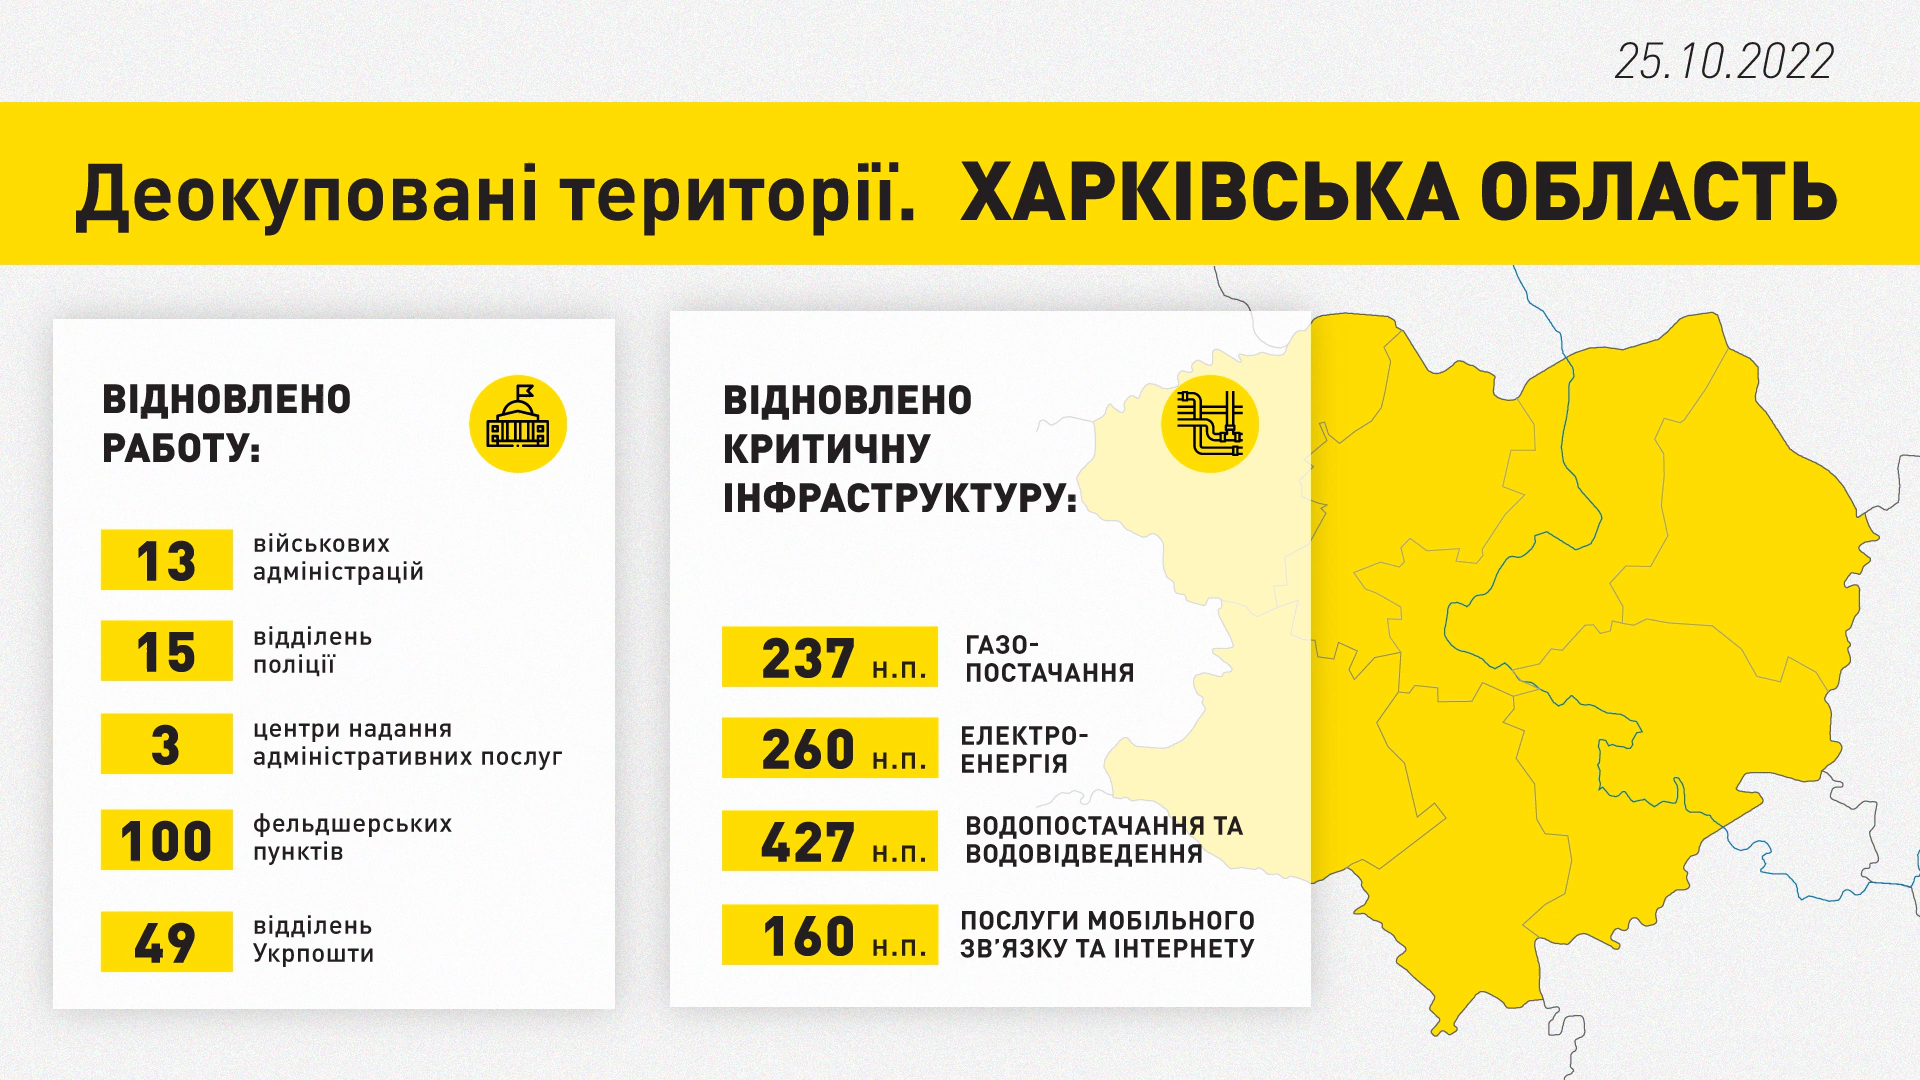 25.10.2022
Деокуповані території. ХАРКІВСЬКА ОБЛАСТЬ
ВІДНОВЛЕНО
РАБОТУ:
13 військових
адміністрацій
15 відділень
поліції
3 центри надання
адміністративних послуг
100 фельдшерських
пунктів
49 відділень
Укрпошти
ВІДНОВЛЕНО
КРИТИЧНУ
ІНФРАСТРУКТУРУ:
237 н.п. ГАЗО-
ПОСТАЧАННЯ
260 н.п. ЕЛЕКТРО-
ЕНЕРГІЯ
427 н.п. ВОДОПОСТАЧАННЯ ТА
ВОДОВІДВЕДЕННЯ
160 н.п. ПОСЛУГИ МОБІЛЬНОГО
ЗВ'ЯЗКУ ТА ІНТЕРНЕТУ